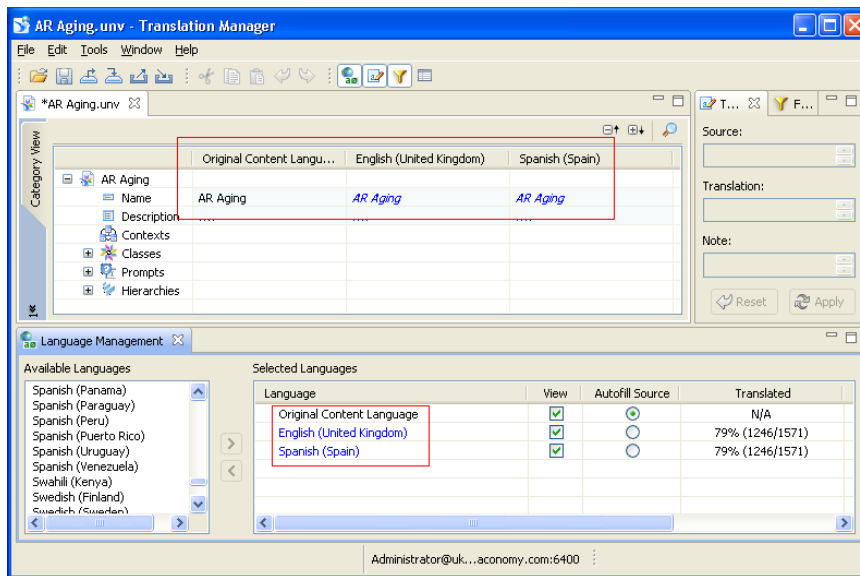 AR Aging.unv - Translation Manager
File Edit Tools Window Help
*AR Aging.unv
T... F...
Category View
Original Content Langu... English (United Kingdom) Spanish (Spain)
AR Aging
Name AR Aging AR Aging AR Aging
Description
Contexts
Classes
Prompts
Hierarchies
Source:
Translation:
Note:
Reset Apply
Language Management
Available Languages
Spanish (Panama)
Spanish (Paraguay)
Spanish (Peru)
Spanish (Puerto Rico)
Spanish (Uruguay)
Spanish (Venezuela)
Swahili (Kenya)
Swedish (Finland)
Swedish (Sweden)
Selected Languages
Language View Autofill Source Translated
Original Content Language N/A
English (United Kingdom) 79% (1246/1571)
Spanish (Spain) 79% (1246/1571)
Administrator@uk...aconomy.com:6400